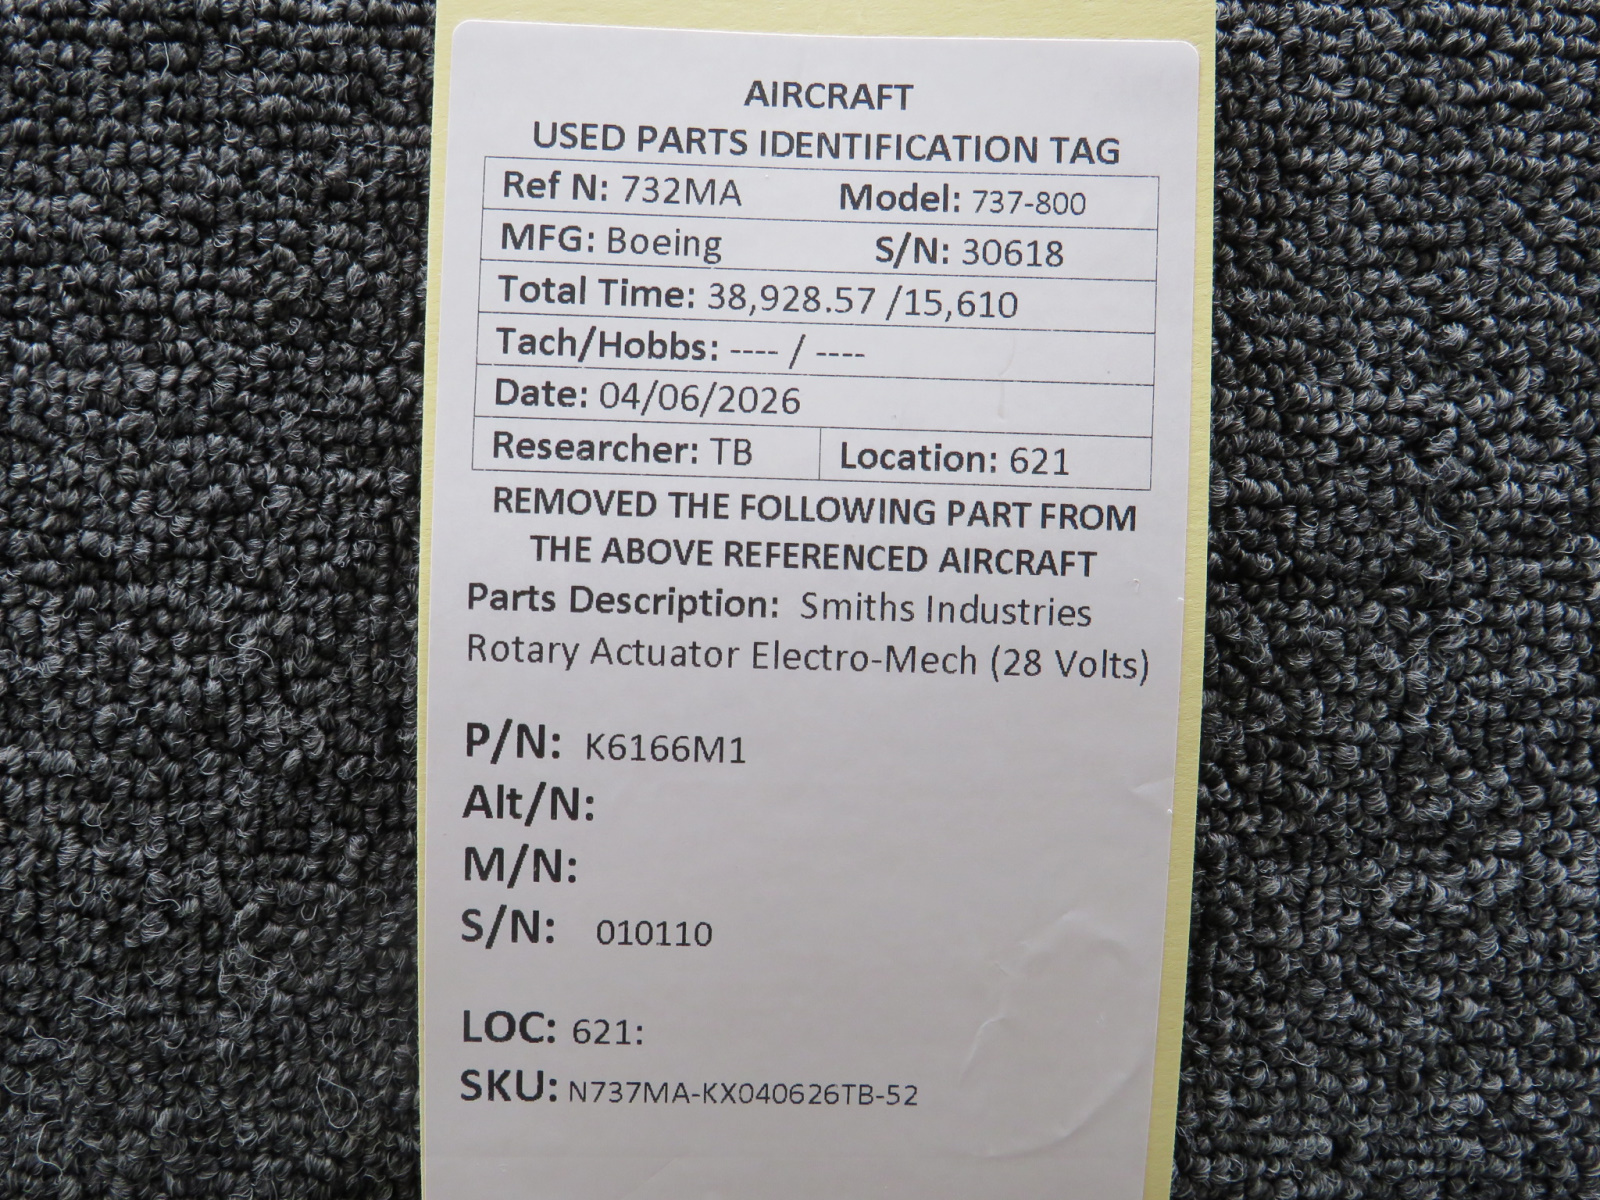 AIRCRAFT
USED PARTS IDENTIFICATION TAG
Ref N: 732MA Model: 737-800
MFG: Boeing S/N: 30618
Total Time: 38,928.57 /15,610
Tach/Hobbs: ---- / ----
Date: 04/06/2026
Researcher: TB Location: 621
REMOVED THE FOLLOWING PART FROM
THE ABOVE REFERENCED AIRCRAFT
Parts Description: Smiths Industries
Rotary Actuator Electro-Mech (28 Volts)
P/N: K6166M1
Alt/N:
M/N:
S/N: 010110
LOC: 621:
SKU: N737MA-KX040626TB-52